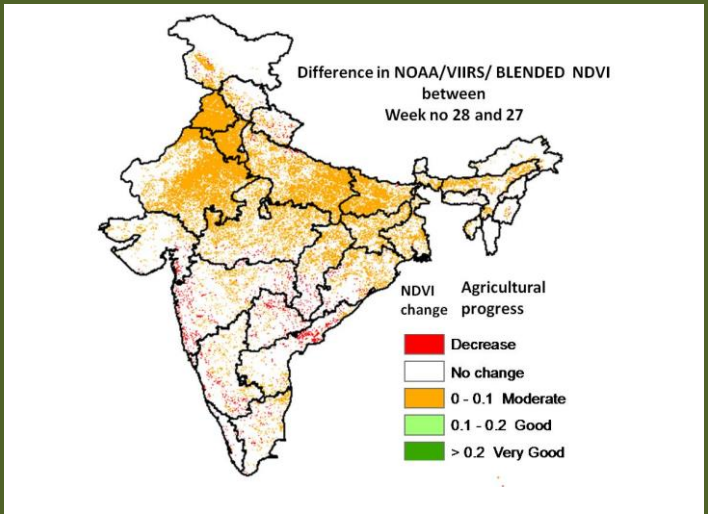 Difference in NOAA/VIIRS/ BLENDED NDVI
between
Week no 28 and 27
NDVI change
Agricultural progress
Decrease
No change
0 - 0.1 Moderate
0.1 - 0.2 Good
> 0.2 Very Good